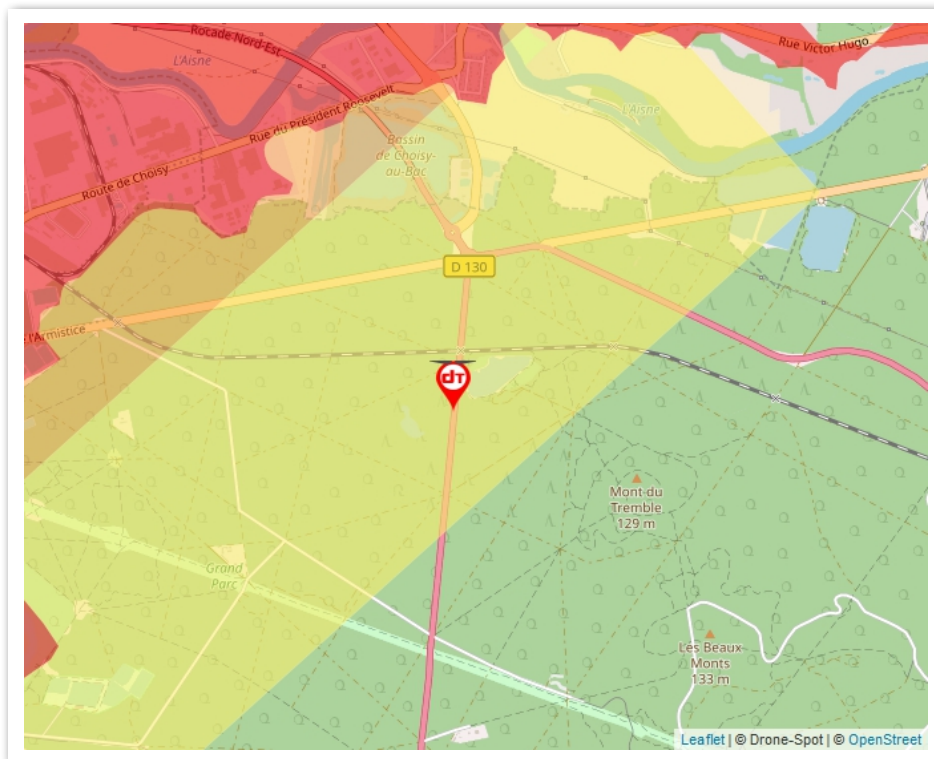 Rocade Nord-Est
Rue Victor Hugo
L'Aisne
Rue du Président Roosevelt
L'Aisne
Bassin
de Choisy-
au-Bac
Route de Choisy
D 130
l'Armistice
dT
Mont du
Tremble
129 m
Grand
Parc
Les Beaux
Monts
133 m
Leaflet | © Drone-Spot | © OpenStreet